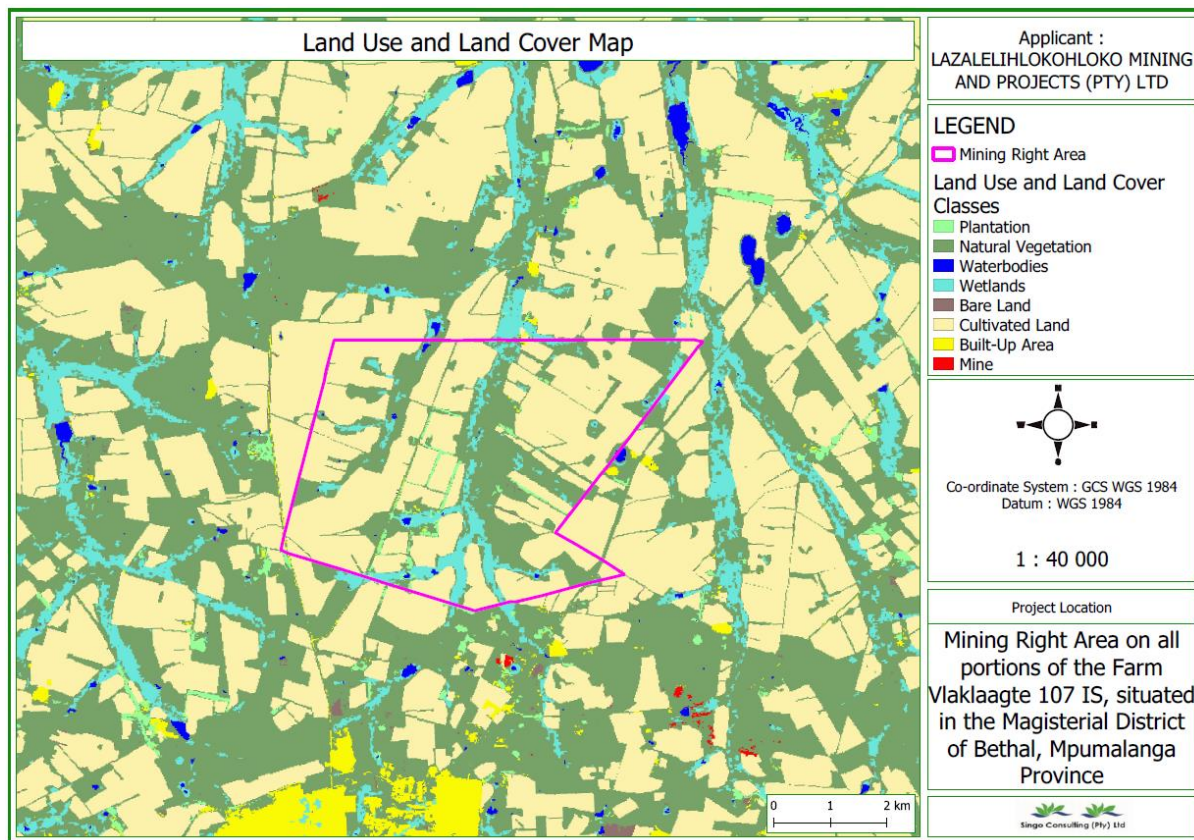 Land Use and Land Cover Map
Applicant :
LAZALELIHLOKOHLOKO MINING
AND PROJECTS (PTY) LTD
LEGEND
Mining Right Area
Land Use and Land Cover
Classes
Plantation
Natural Vegetation
Waterbodies
Wetlands
Bare Land
Cultivated Land
Built-Up Area
Mine
Co-ordinate System : GCS WGS 1984
Datum : WGS 1984
1 : 40 000
Project Location
Mining Right Area on all
portions of the Farm
Vlaklaagte 107 IS, situated
in the Magisterial District
of Bethal, Mpumalanga
Province
0 1 2 km
Singo Consulting (Pty) Ltd